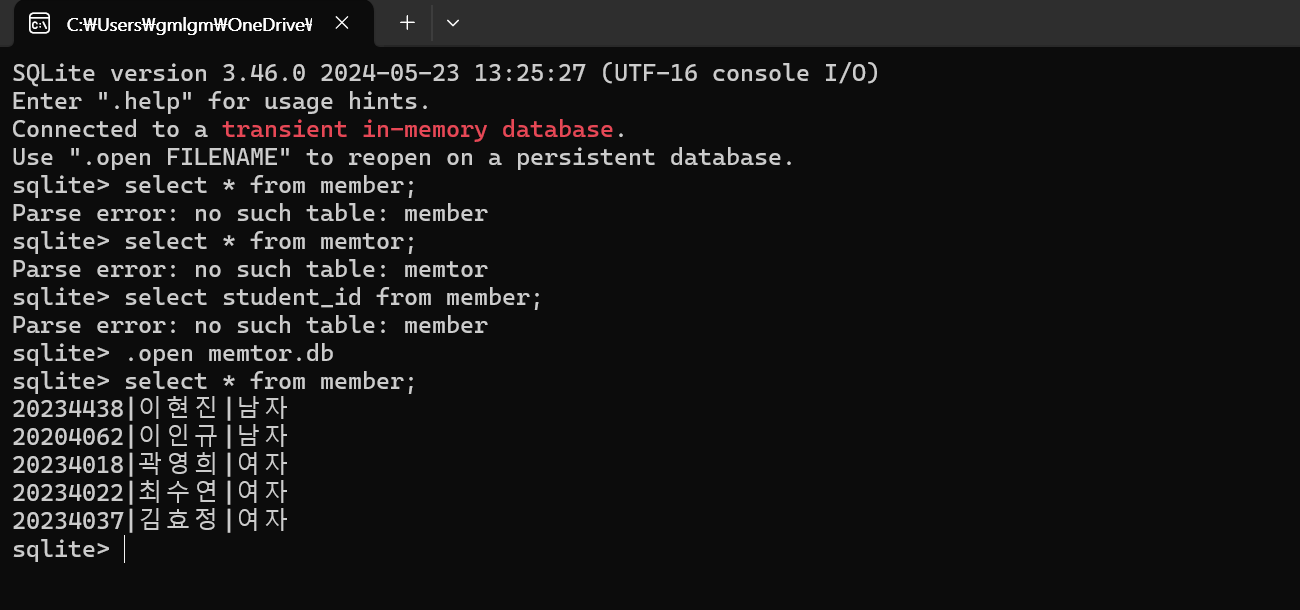 C:₩Users₩gmlgm₩OneDrive₩
SQLite version 3.46.0 2024-05-23 13:25:27 (UTF-16 console I/O)
Enter ".help" for usage hints.
Connected to a transient in-memory database.
Use ".open FILENAME" to reopen on a persistent database.
sqlite> select * from member;
Parse error: no such table: member
sqlite> select * from memtor;
Parse error: no such table: memtor
sqlite> select student_id from member;
Parse error: no such table: member
sqlite> .open memtor.db
sqlite> select * from member;
20234438|이현진|남자
20204062|이인규|남자
20234018|곽영희|여자
20234022|최수연|여자
20234037|김효정|여자
sqlite>